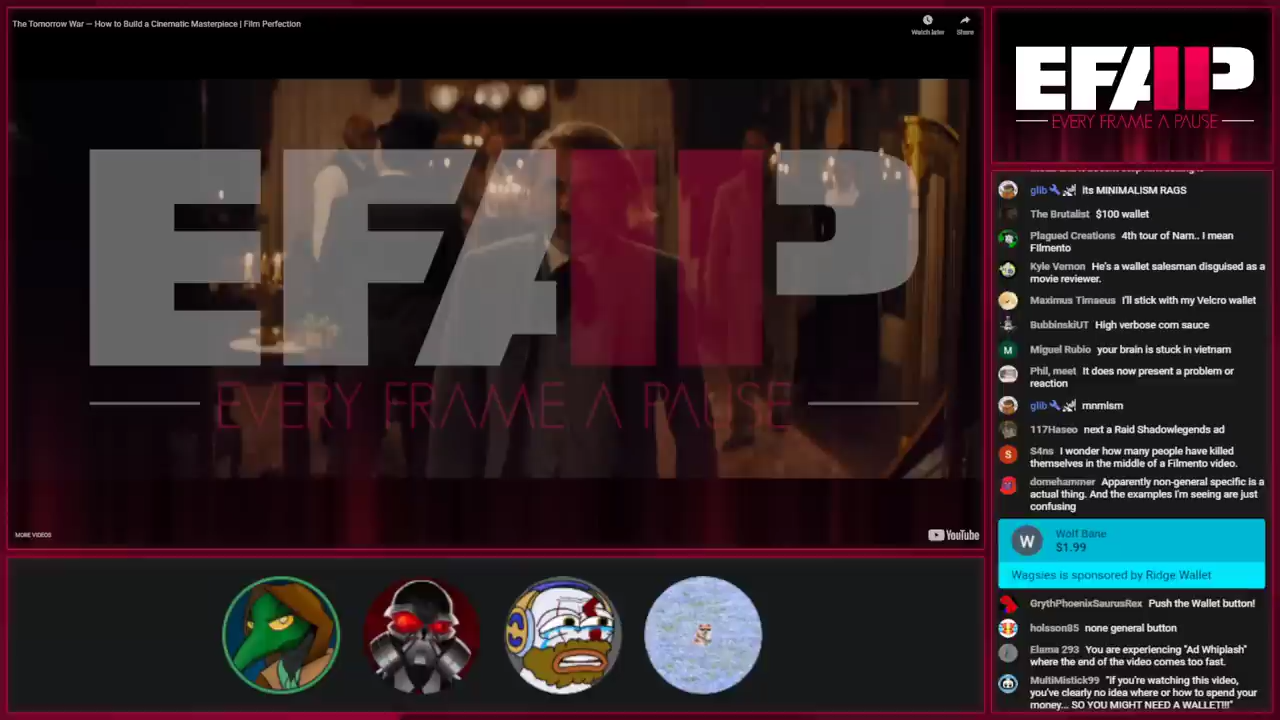 The Tomorrow War – How to Build a Cinematic Masterpiece | Film Perfection
Watch later
Share
EFAP
EVERY FRAME A PAUSE
MORE VIDEOS
YouTube
EFAP
EVERY FRAME A PAUSE
glib its MINIMALISM RAGS
The Brutalist $100 wallet
Plagued Creations 4th tour of Nam.. I mean
Filmento
Kyle Vernon He's a wallet salesman disguised as a
movie reviewer.
Maximus Timaeus I'll stick with my Velcro wallet
BubbinskiUT High verbose corn sauce
M
Miguel Rubio your brain is stuck in vietnam
Phil, meet It does now present a problem or
reaction
glib mnmlsm
117Haseo next a Raid Shadowlegends ad
S
S4ns I wonder how many people have killed
themselves in the middle of a Filmento video.
domehammer Apparently non-general specific is a
actual thing. And the examples I'm seeing are just
confusing
W
Wolf Bane
$1.99
Wagsies is sponsored by Ridge Wallet
GrythPhoenixSaurusRex Push the Wallet button!
holsson85 none general button
Elama 293 You are experiencing "Ad Whiplash"
where the end of the video comes too fast.
MultiMistick99 "If you're watching this video,
you've clearly no idea where or how to spend your
money... SO YOU MIGHT NEED A WALLET!!!"